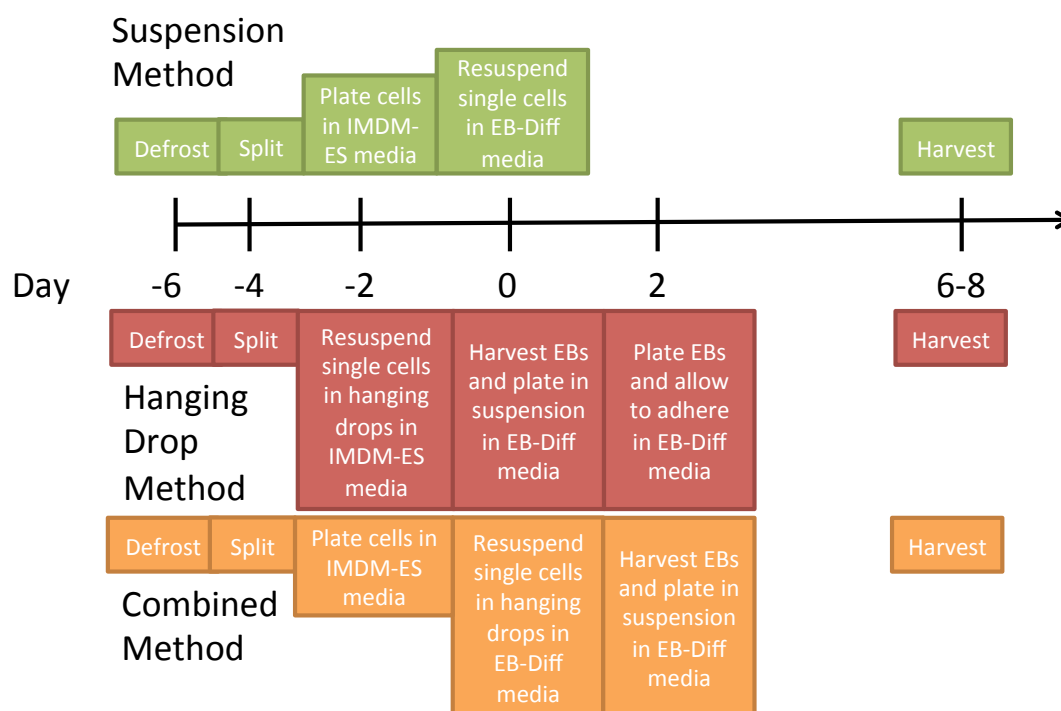 Suspension
Method
Defrost
Split
Plate cells
in IMDM-
ES media
Resuspend
single cells
in EB-Diff
media
Harvest
Day
-6
-4
-2
0
2
6-8
Defrost
Split
Resuspend
single cells
in hanging
drops in
IMDM-ES
media
Harvest EBs
and plate in
suspension
in EB-Diff
media
Plate EBs
and allow
to adhere
in EB-Diff
media
Harvest
Hanging
Drop
Method
Defrost
Split
Plate cells in
IMDM-ES
media
Resuspend
single cells
in hanging
drops in
EB-Diff
media
Harvest EBs
and plate in
suspension
in EB-Diff
media
Harvest
Combined
Method